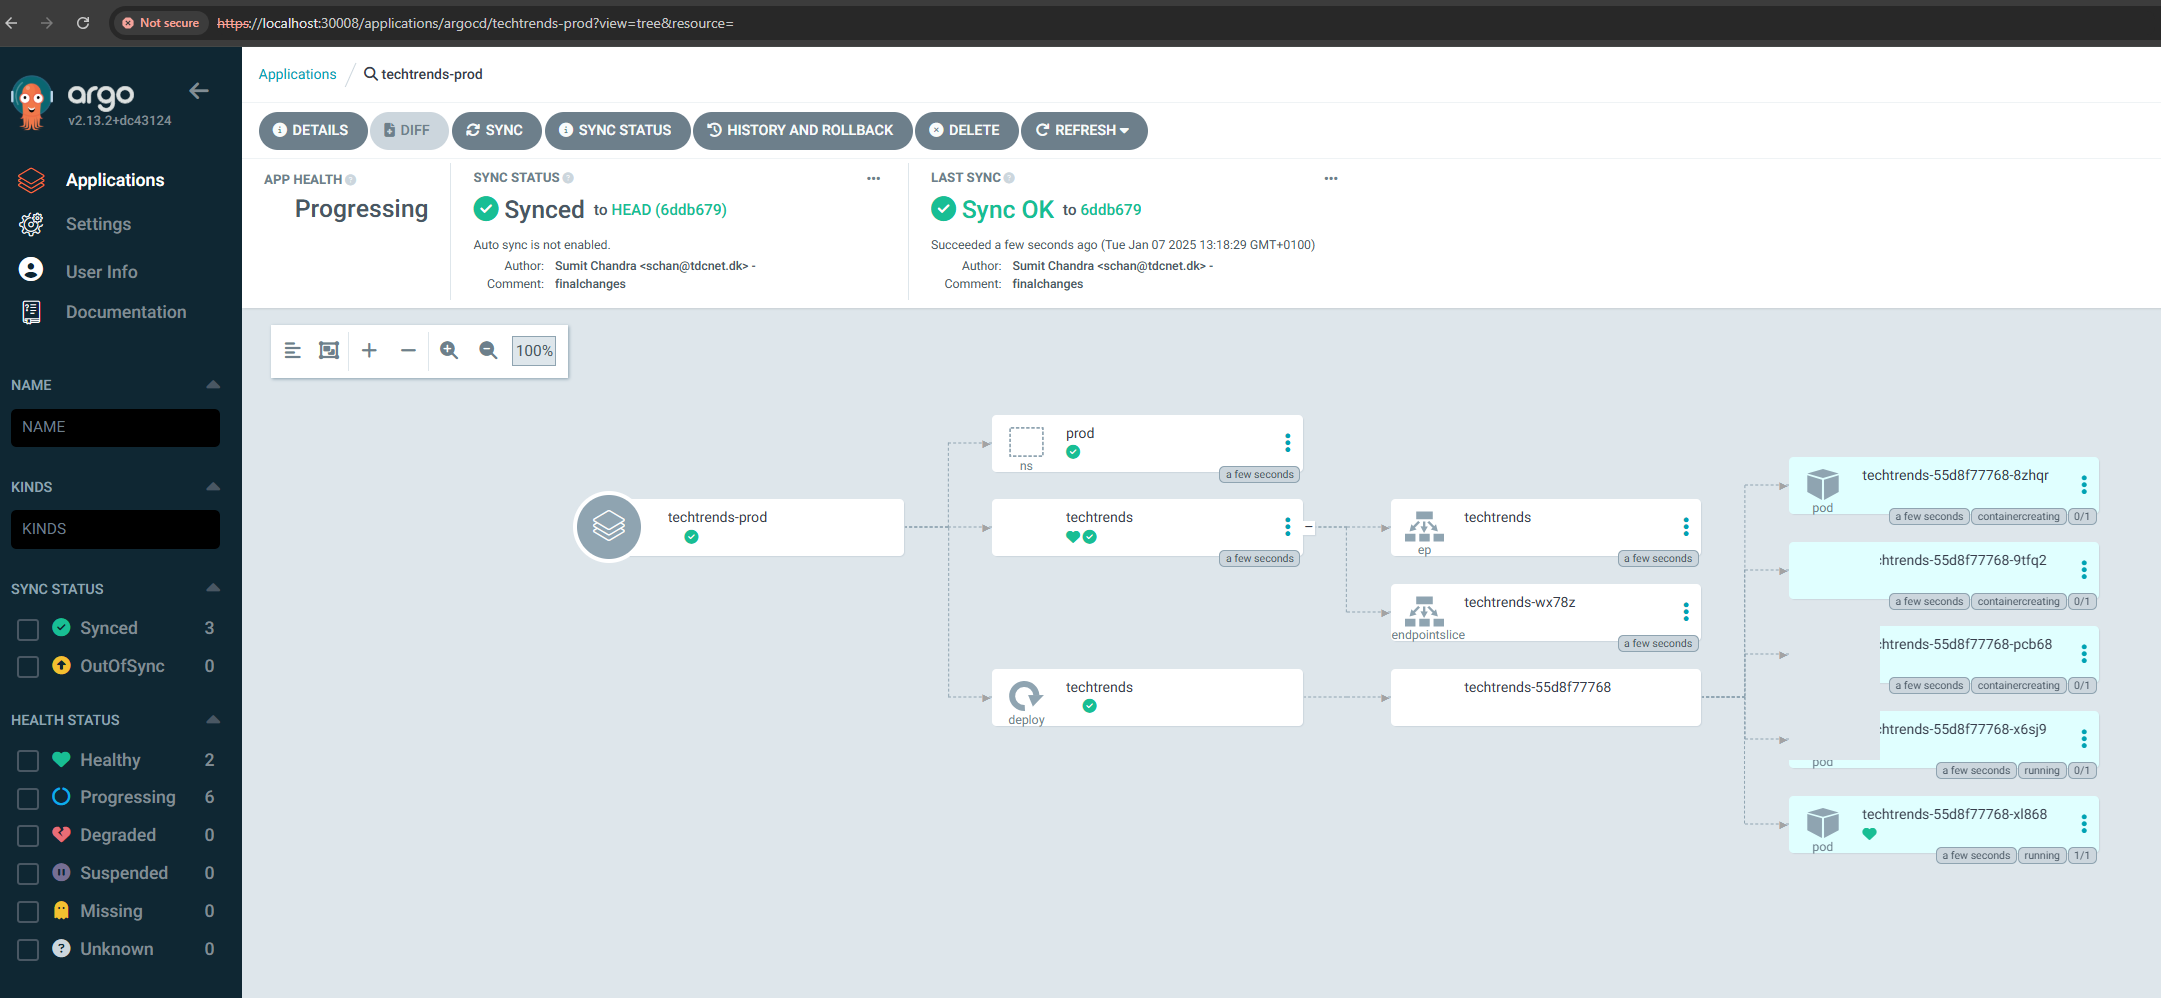 Not secure https://localhost:30008/applications/argocd/techtrends-prod?view=tree&resource=
argo
v2.13.2+dc43124
Applications
Settings
User Info
Documentation
NAME
NAME
KINDS
KINDS
SYNC STATUS
Synced 3
OutOfSync 0
HEALTH STATUS
Healthy 2
Progressing 6
Degraded 0
Suspended 0
Missing 0
Unknown 0
Applications / techtrends-prod
DETAILS DIFF SYNC SYNC STATUS HISTORY AND ROLLBACK DELETE REFRESH
APP HEALTH
Progressing
SYNC STATUS
Synced to HEAD (6ddb679)
Auto sync is not enabled.
Author: Sumit Chandra <schan@tdcnet.dk> -
Comment: finalchanges
LAST SYNC
Sync OK to 6ddb679
Succeeded a few seconds ago (Tue Jan 07 2025 13:18:29 GMT+0100)
Author: Sumit Chandra <schan@tdcnet.dk> -
Comment: finalchanges
100%
techtrends-prod
prod
ns
a few seconds
techtrends
a few seconds
techtrends
deploy
techtrends
ep
a few seconds
techtrends-wx78z
endpointslice
a few seconds
techtrends-55d8f77768
techtrends-55d8f77768-8zhqr
pod
a few seconds containercreating 0/1
chtrends-55d8f77768-9tfq2
a few seconds containercreating 0/1
chtrends-55d8f77768-pcb68
a few seconds containercreating 0/1
chtrends-55d8f77768-x6sj9
pod
a few seconds running 0/1
techtrends-55d8f77768-xl868
pod
a few seconds running 1/1